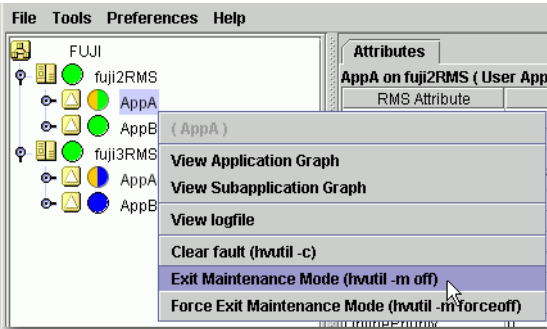 File Tools Preferences Help
FUJI
Attributes
fuji2RMS
AppA on fuji2RMS ( User App
AppA
RMS Attribute
AppB
( AppA )
fuji3RMS
View Application Graph
AppA
View Subapplication Graph
AppB
View logfile
Clear fault (hvutil -c)
Exit Maintenance Mode (hvutil -m off)
Force Exit Maintenance Mode (hvutil -m forceoff)